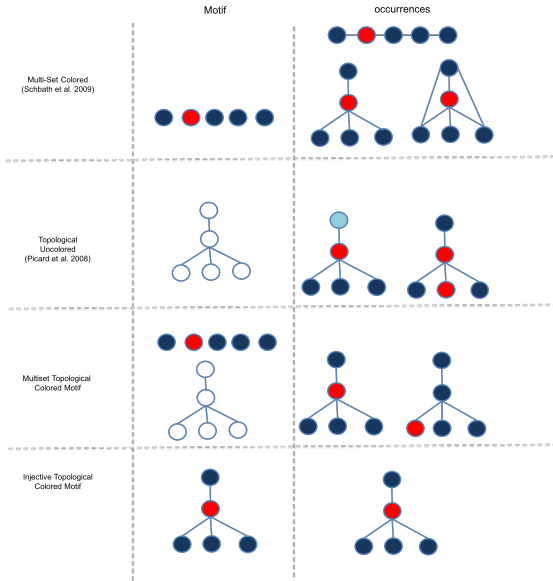 Motif
occurrences
Multi-Set Colored
(Schbath et al. 2009)
Topological
Uncolored
(Picard et al. 2008)
Multiset Topological
Colored Motif
Injective Topological
Colored Motif